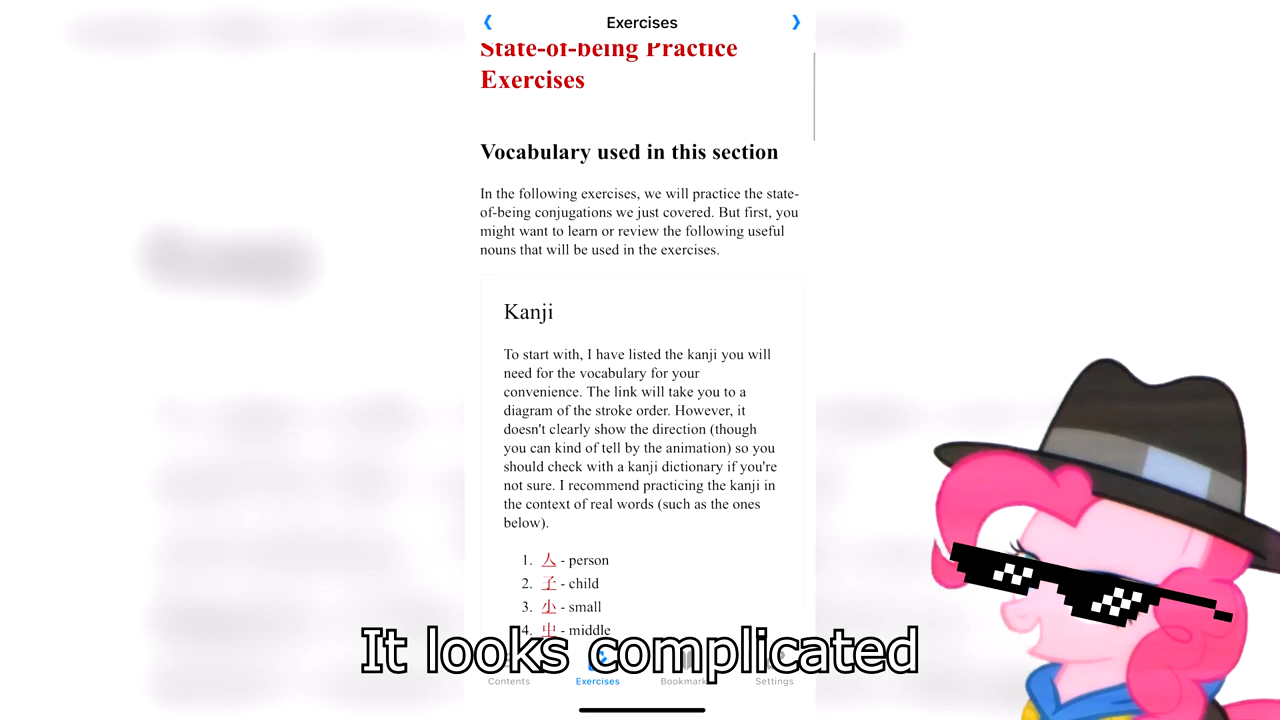 Exercises
State-of-being Practice
Exercises
Vocabulary used in this section
In the following exercises, we will practice the state-
of-being conjugations we just covered. But first, you
might want to learn or review the following useful
nouns that will be used in the exercises.
Kanji
To start with, I have listed the kanji you will
need for the vocabulary for your
convenience. The link will take you to a
diagram of the stroke order. However, it
doesn't clearly show the direction (though
you can kind of tell by the animation) so you
should check with a kanji dictionary if you're
not sure. I recommend practicing the kanji in
the context of real words (such as the ones
below).
1. 人 - person
2. 子 - child
3. 小 - small
4. 中 - middle
It looks complicated
Contents Exercises Bookmark Settings